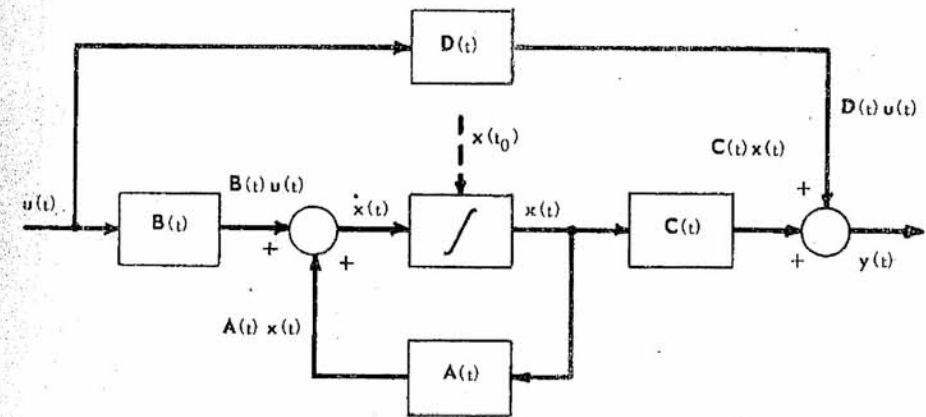 D(t)
D(t) u(t)
x(t₀)
C(t) x(t)
u(t)
B(t)
B(t) u(t)
+
+
ẋ(t)
∫
x(t)
C(t)
+
+
y(t)
A(t) x(t)
A(t)